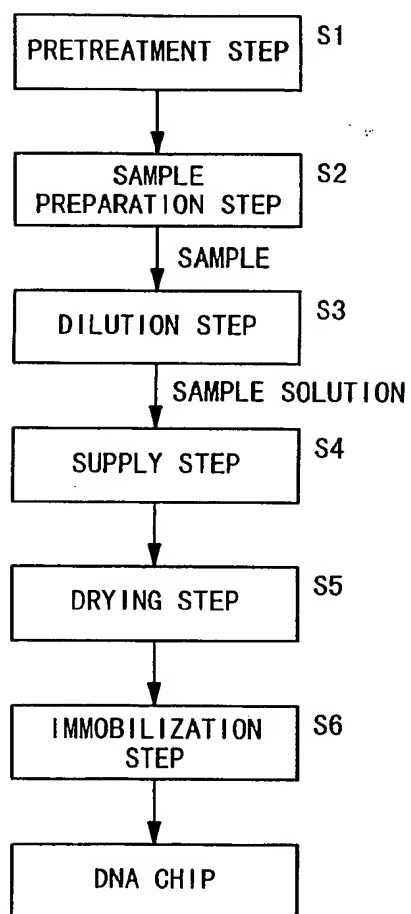 PRETREATMENT STEP
S1
SAMPLE
PREPARATION STEP
S2
SAMPLE
DILUTION STEP
S3
SAMPLE SOLUTION
SUPPLY STEP
S4
DRYING STEP
S5
IMMOBILIZATION
STEP
S6
DNA CHIP